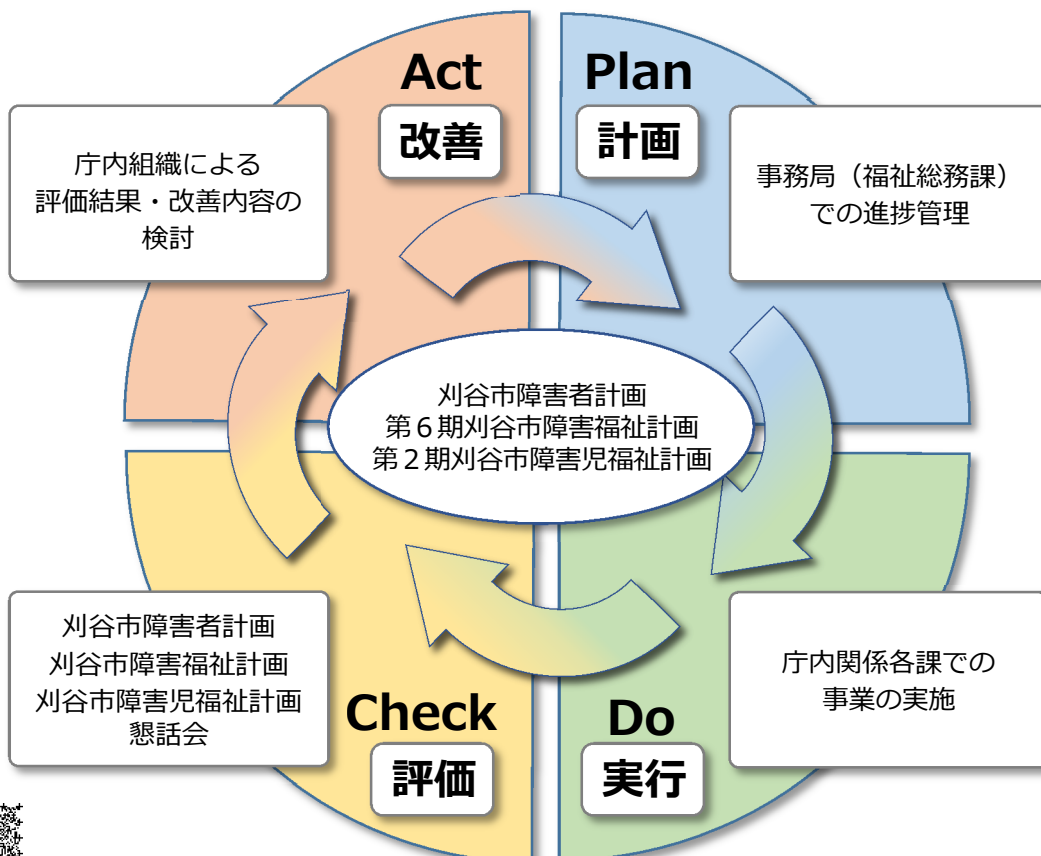 Act
改善
庁内組織による
評価結果・改善内容の
検討
Plan
計画
事務局（福祉総務課）
での進捗管理
刈谷市障害者計画
第６期刈谷市障害福祉計画
第２期刈谷市障害児福祉計画
刈谷市障害者計画
刈谷市障害福祉計画
刈谷市障害児福祉計画
懇話会
Check
評価
Do
実行
庁内関係各課での
事業の実施